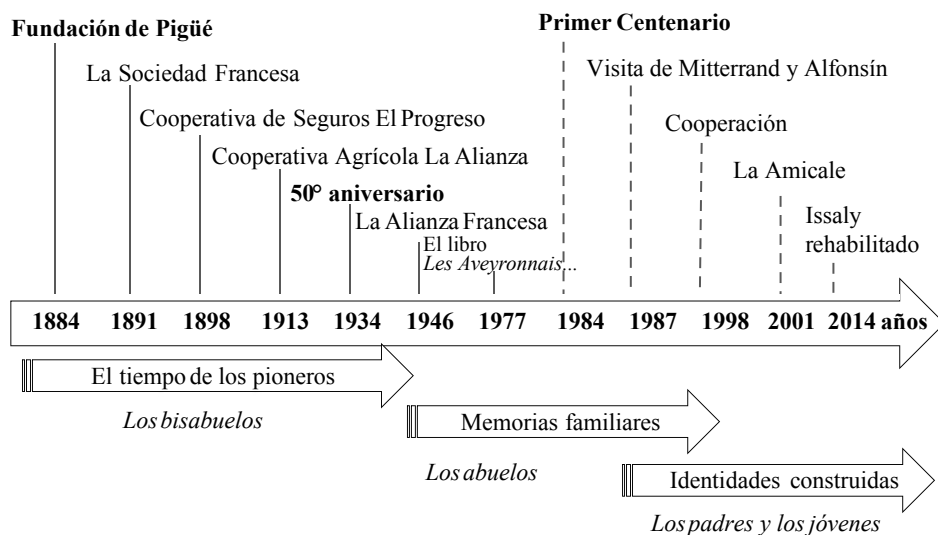 Fundación de Pigüé
Primer Centenario
La Sociedad Francesa
Visita de Mitterrand y Alfonsín
Cooperativa de Seguros El Progreso
Cooperación
Cooperativa Agrícola La Alianza
La Amicale
50° aniversario
La Alianza Francesa
Issaly
rehabilitado
El libro
Les Aveyronnais...
1884 1891 1898 1913 1934 1946 1977 1984 1987 1998 2001 2014 años
El tiempo de los pioneros
Los bisabuelos
Memorias familiares
Los abuelos
Identidades construidas
Los padres y los jóvenes